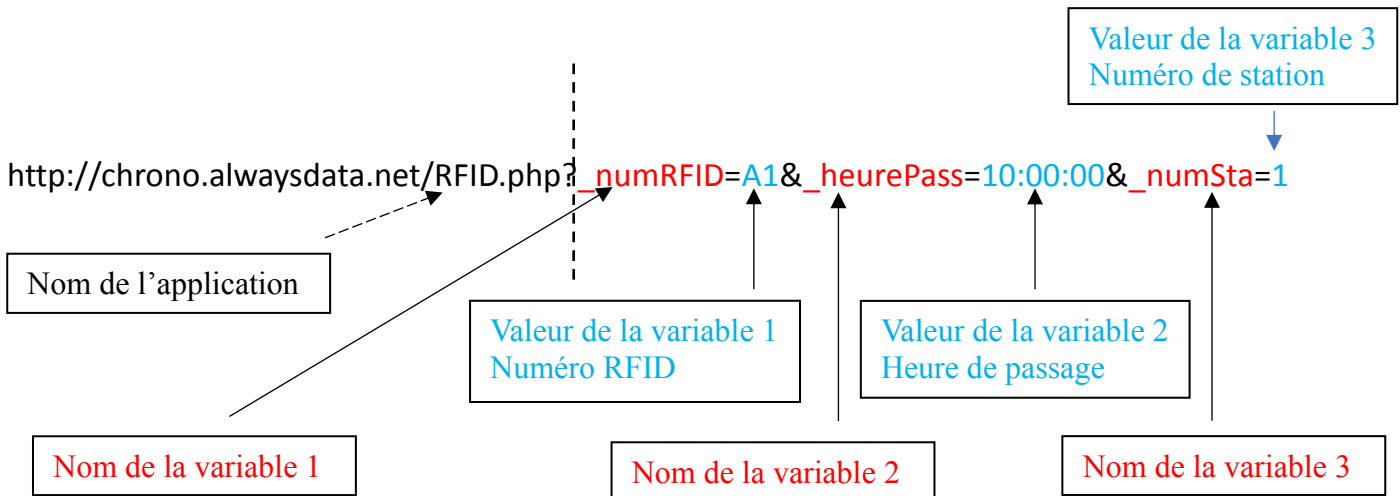 Valeur de la variable 3
Numéro de station
http://chrono.alwaysdata.net/RFID.php?_numRFID=A1&_heurePass=10:00:00&_numSta=1
Nom de l’application
Valeur de la variable 1
Numéro RFID
Valeur de la variable 2
Heure de passage
Nom de la variable 1
Nom de la variable 2
Nom de la variable 3